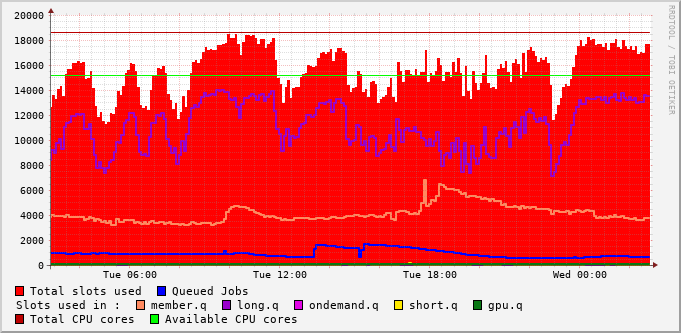 RRDTOOL / TOBI OETIKER
20000
18000
16000
14000
12000
10000
8000
6000
4000
2000
0
Tue 06:00 Tue 12:00 Tue 18:00 Wed 00:00
Total slots used Queued Jobs
Slots used in : member.q long.q ondemand.q short.q gpu.q
Total CPU cores Available CPU cores